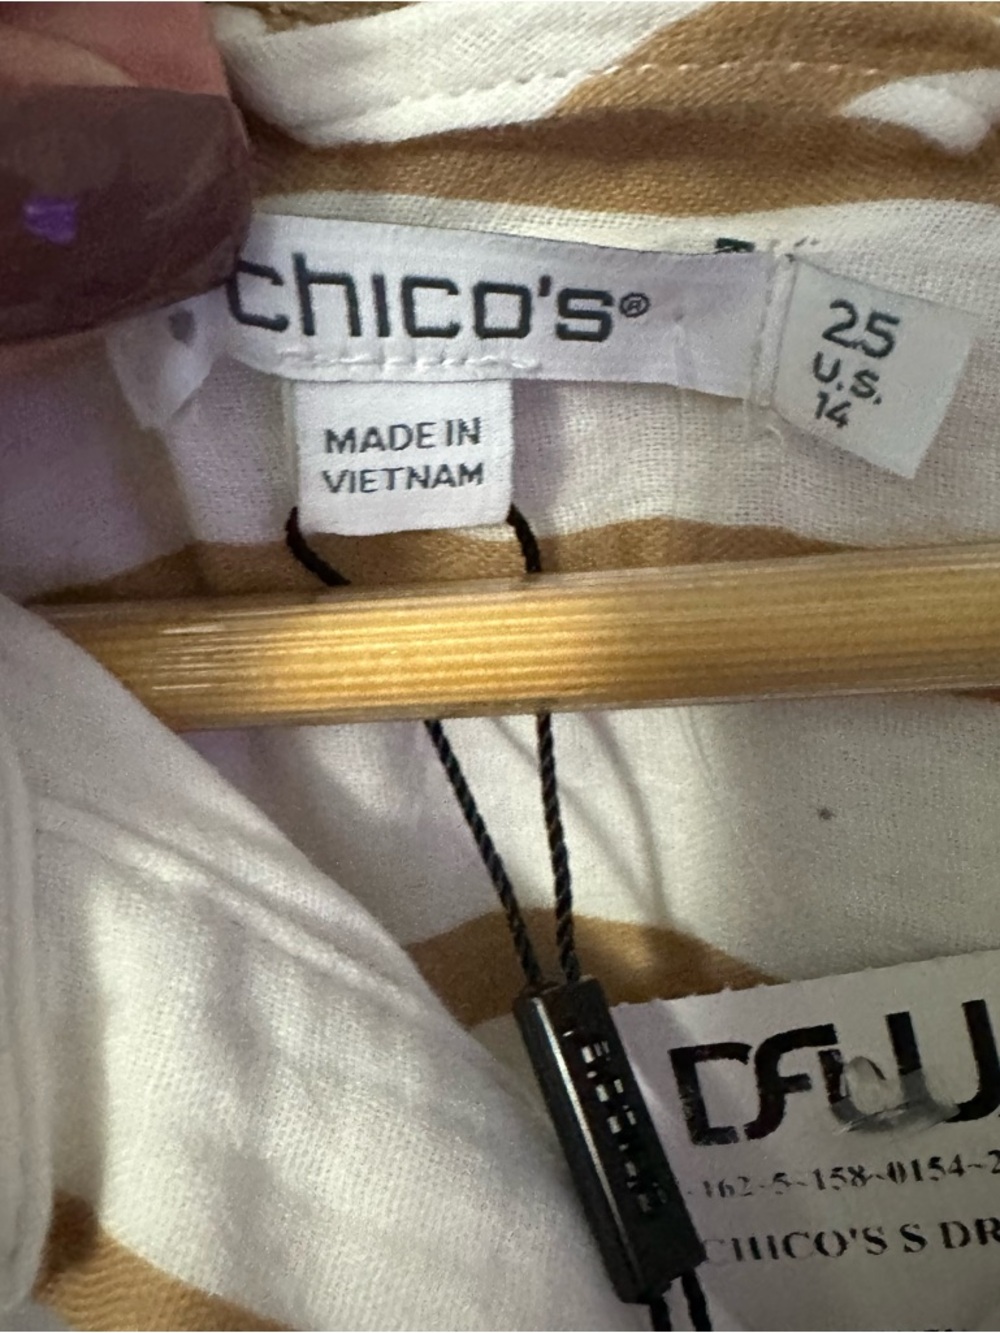 chico's®
25
U.S.
14
MADE IN
VIETNAM
162-5-158-0154-2
CHICO'S S DR